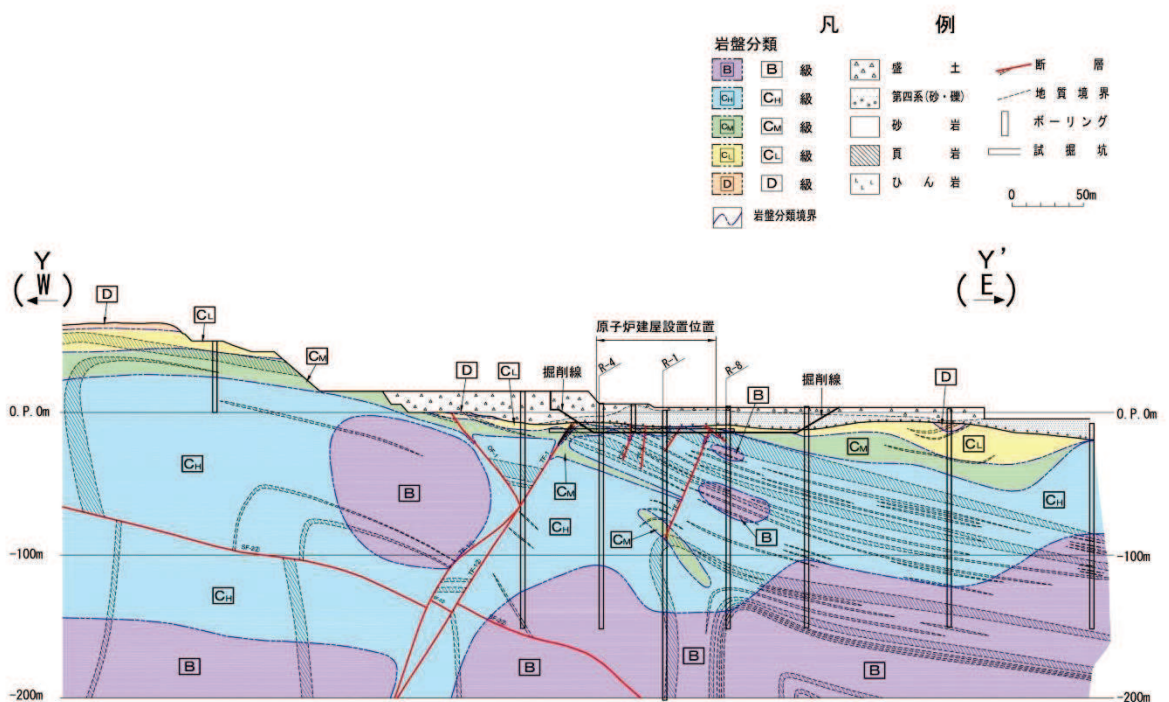 凡 例
岩盤分類
B B 級
CH CH 級
CM CM 級
CL CL 級
D D 級
岩盤分類境界
盛 土
第四系(砂・礫)
砂 岩
頁 岩
ひ ん 岩
断 層
地 質 境 界
ボ ー リ ン グ
試 掘 坑
0 50m
Y
(W)
Y'
(E)
D
CL
CM
原子炉建屋設置位置
R-4
R-1
R-8
D
CL
掘削線
掘削線
B
D
0.P.0m
0.P.0m
CM
CL
CH
B
CM
CH
CH
CM
B
-100m
-100m
CH
B
B
B
B
-200m
-200m